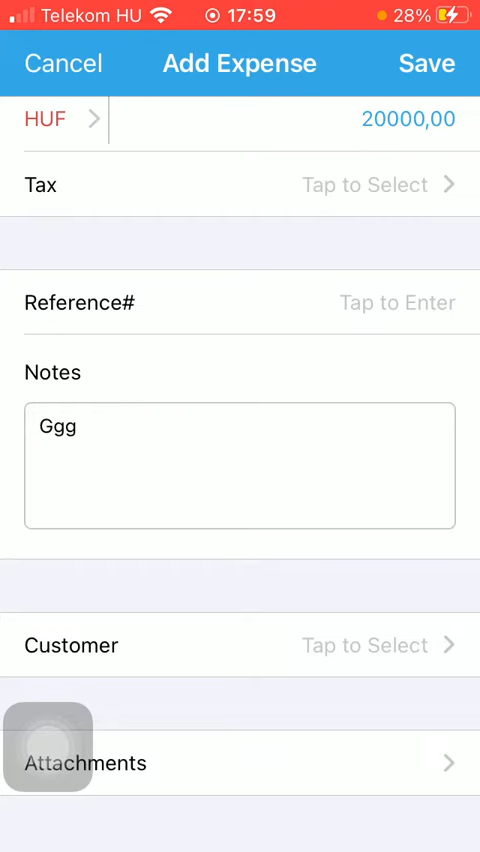 Telekom HU 17:59 28%
Cancel Add Expense Save
HUF 20000,00
Tax Tap to Select
Reference# Tap to Enter
Notes
Ggg
Customer Tap to Select
Attachments